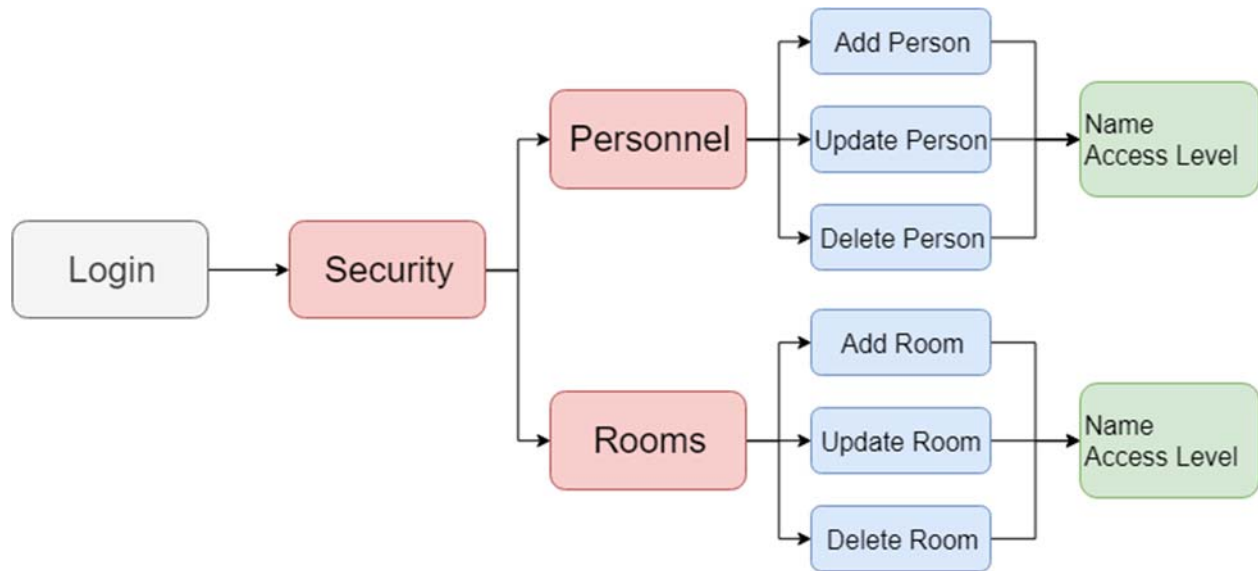 Login
Security
Personnel
Add Person
Update Person
Delete Person
Name
Access Level
Rooms
Add Room
Update Room
Delete Room
Name
Access Level